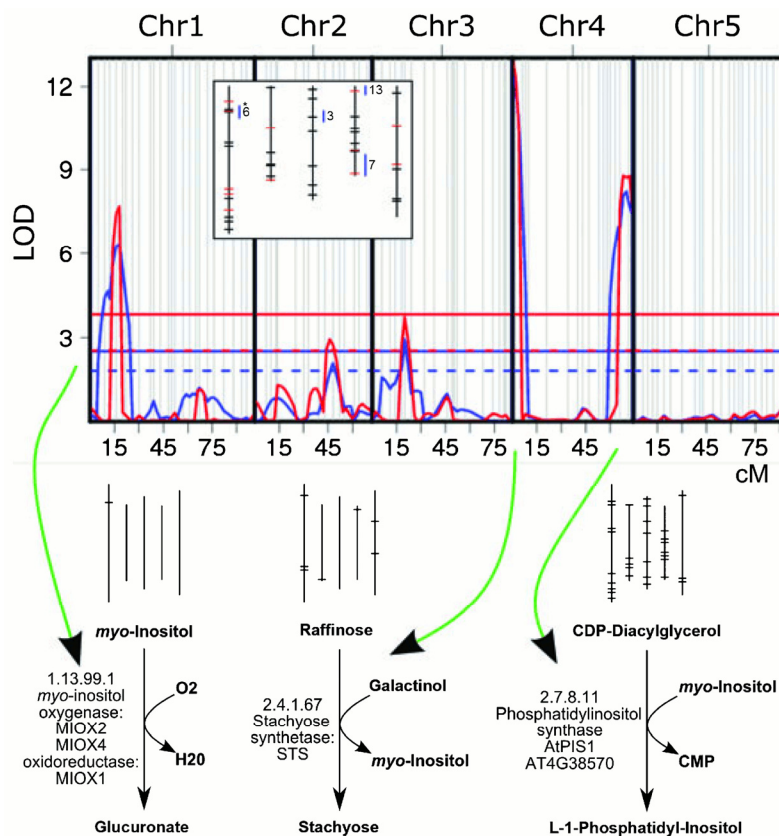 Chr1 Chr2 Chr3 Chr4 Chr5
LOD
12
9
6
3
6*
3
13
7
15 45 75 15 45 15 45 75 15 45 15 45 75
cM
myo-Inositol
1.13.99.1
myo-inositol
oxygenase:
MIOX2
MIOX4
oxidoreductase:
MIOX1
O2
H20
Glucuronate
Raffinose
2.4.1.67
Stachyose
synthetase:
STS
Galactinol
myo-Inositol
Stachyose
CDP-Diacylglycerol
2.7.8.11
Phosphatidylinositol
synthase
AtPIS1
AT4G38570
myo-Inositol
CMP
L-1-Phosphatidyl-Inositol